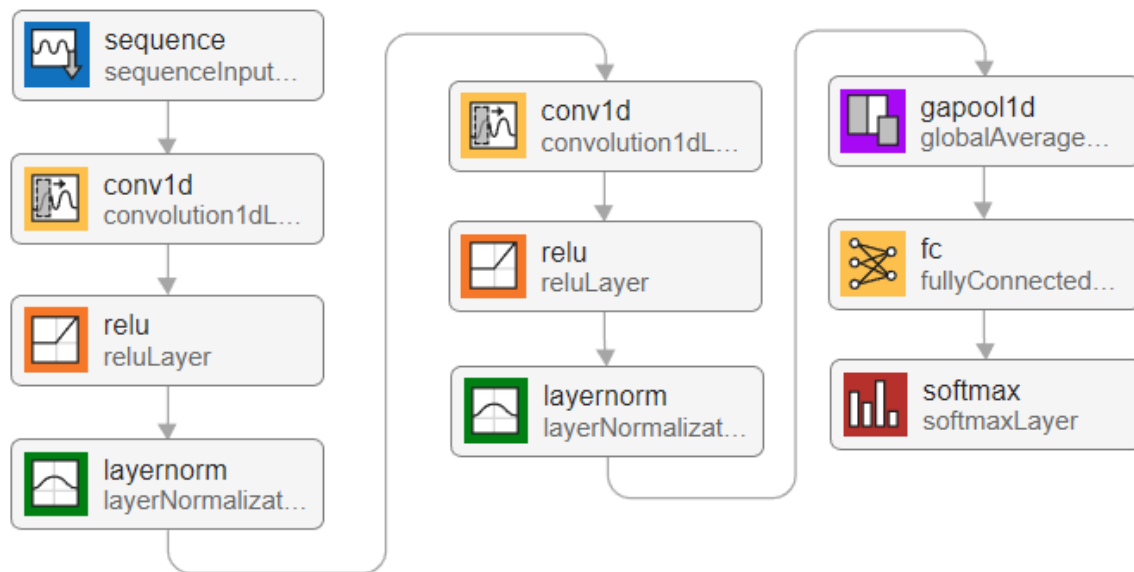 sequence
sequenceInput...
conv1d
convolution1dL...
relu
reluLayer
layernorm
layerNormalizat...
conv1d
convolution1dL...
relu
reluLayer
layernorm
layerNormalizat...
gapool1d
globalAverage...
fc
fullyConnected...
softmax
softmaxLayer